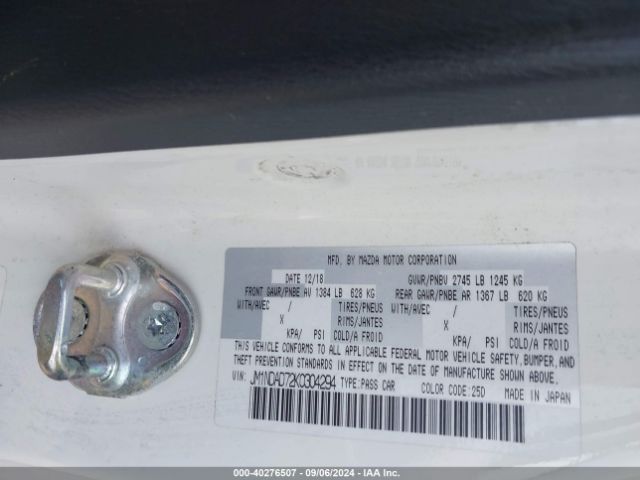 MFD. BY MAZDA MOTOR CORPORATION
DATE 12/18 GVWR/PNBV 2745 LB 1245 KG
FRONT GAWR/PNBE AV 1384 LB 628 KG REAR GAWR/PNBE AR 1367 LB 620 KG
WITH/AVEC / TIRES/PNEUS WITH/AVEC / TIRES/PNEUS
X RIMS/JANTES X RIMS/JANTES
KPA/ PSI COLD/A FROID KPA/ PSI COLD/A FROID
THIS VEHICLE CONFORMS TO ALL APPLICABLE FEDERAL MOTOR VEHICLE SAFETY, BUMPER, AND
THEFT PREVENTION STANDARDS IN EFFECT ON THE DATE OF MANUFACTURE SHOWN ABOVE.
VIN: JM1NDAD72K0304294 TYPE:PASS CAR COLOR CODE:25D MADE IN JAPAN
000-40276507 - 09/06/2024 - IAA Inc.